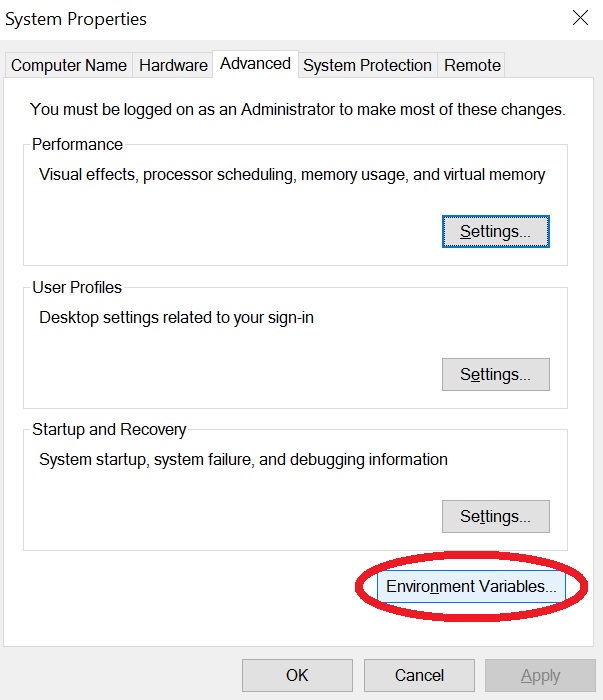 System Properties
Computer Name Hardware Advanced System Protection Remote
You must be logged on as an Administrator to make most of these changes.
Performance
Visual effects, processor scheduling, memory usage, and virtual memory
Settings...
User Profiles
Desktop settings related to your sign-in
Settings...
Startup and Recovery
System startup, system failure, and debugging information
Settings...
Environment Variables...
OK Cancel Apply